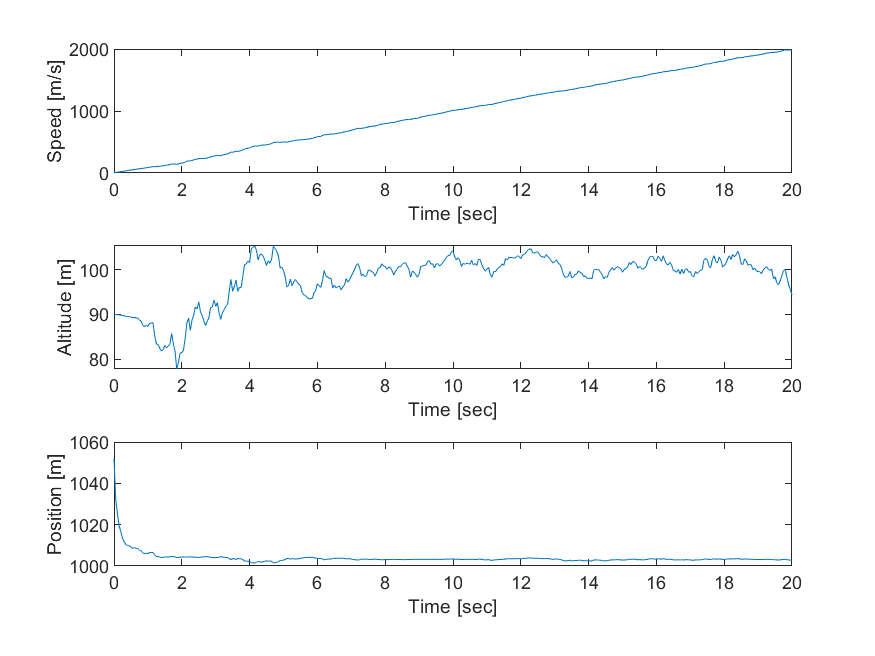 Speed [m/s]
2000
1000
0
0 2 4 6 8 10 12 14 16 18 20
Time [sec]
Altitude [m]
100
90
80
0 2 4 6 8 10 12 14 16 18 20
Time [sec]
Position [m]
1060
1040
1020
1000
0 2 4 6 8 10 12 14 16 18 20
Time [sec]